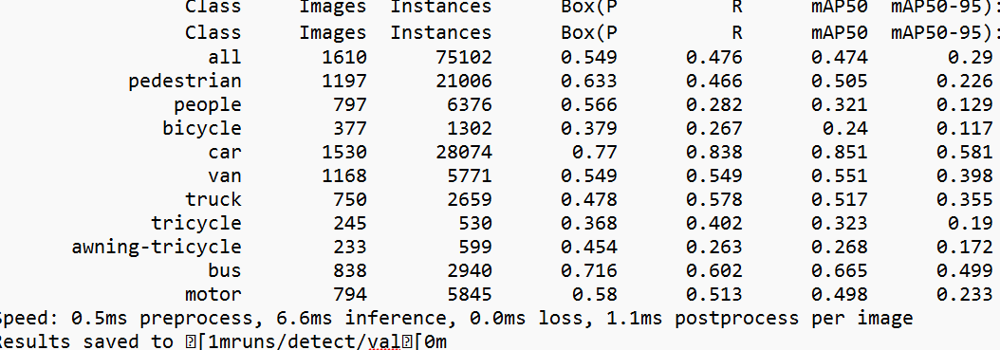 Class Images Instances Box(P R mAP50 mAP50-95):
Class Images Instances Box(P R mAP50 mAP50-95):
all 1610 75102 0.549 0.476 0.474 0.29
pedestrian 1197 21006 0.633 0.466 0.505 0.226
people 797 6376 0.566 0.282 0.321 0.129
bicycle 377 1302 0.379 0.267 0.24 0.117
car 1530 28074 0.77 0.838 0.851 0.581
van 1168 5771 0.549 0.549 0.551 0.398
truck 750 2659 0.478 0.578 0.517 0.355
tricycle 245 530 0.368 0.402 0.323 0.19
awning-tricycle 233 599 0.454 0.263 0.268 0.172
bus 838 2940 0.716 0.602 0.665 0.499
motor 794 5845 0.58 0.513 0.498 0.233
Speed: 0.5ms preprocess, 6.6ms inference, 0.0ms loss, 1.1ms postprocess per image
Results saved to [1mruns/detect/val[0m